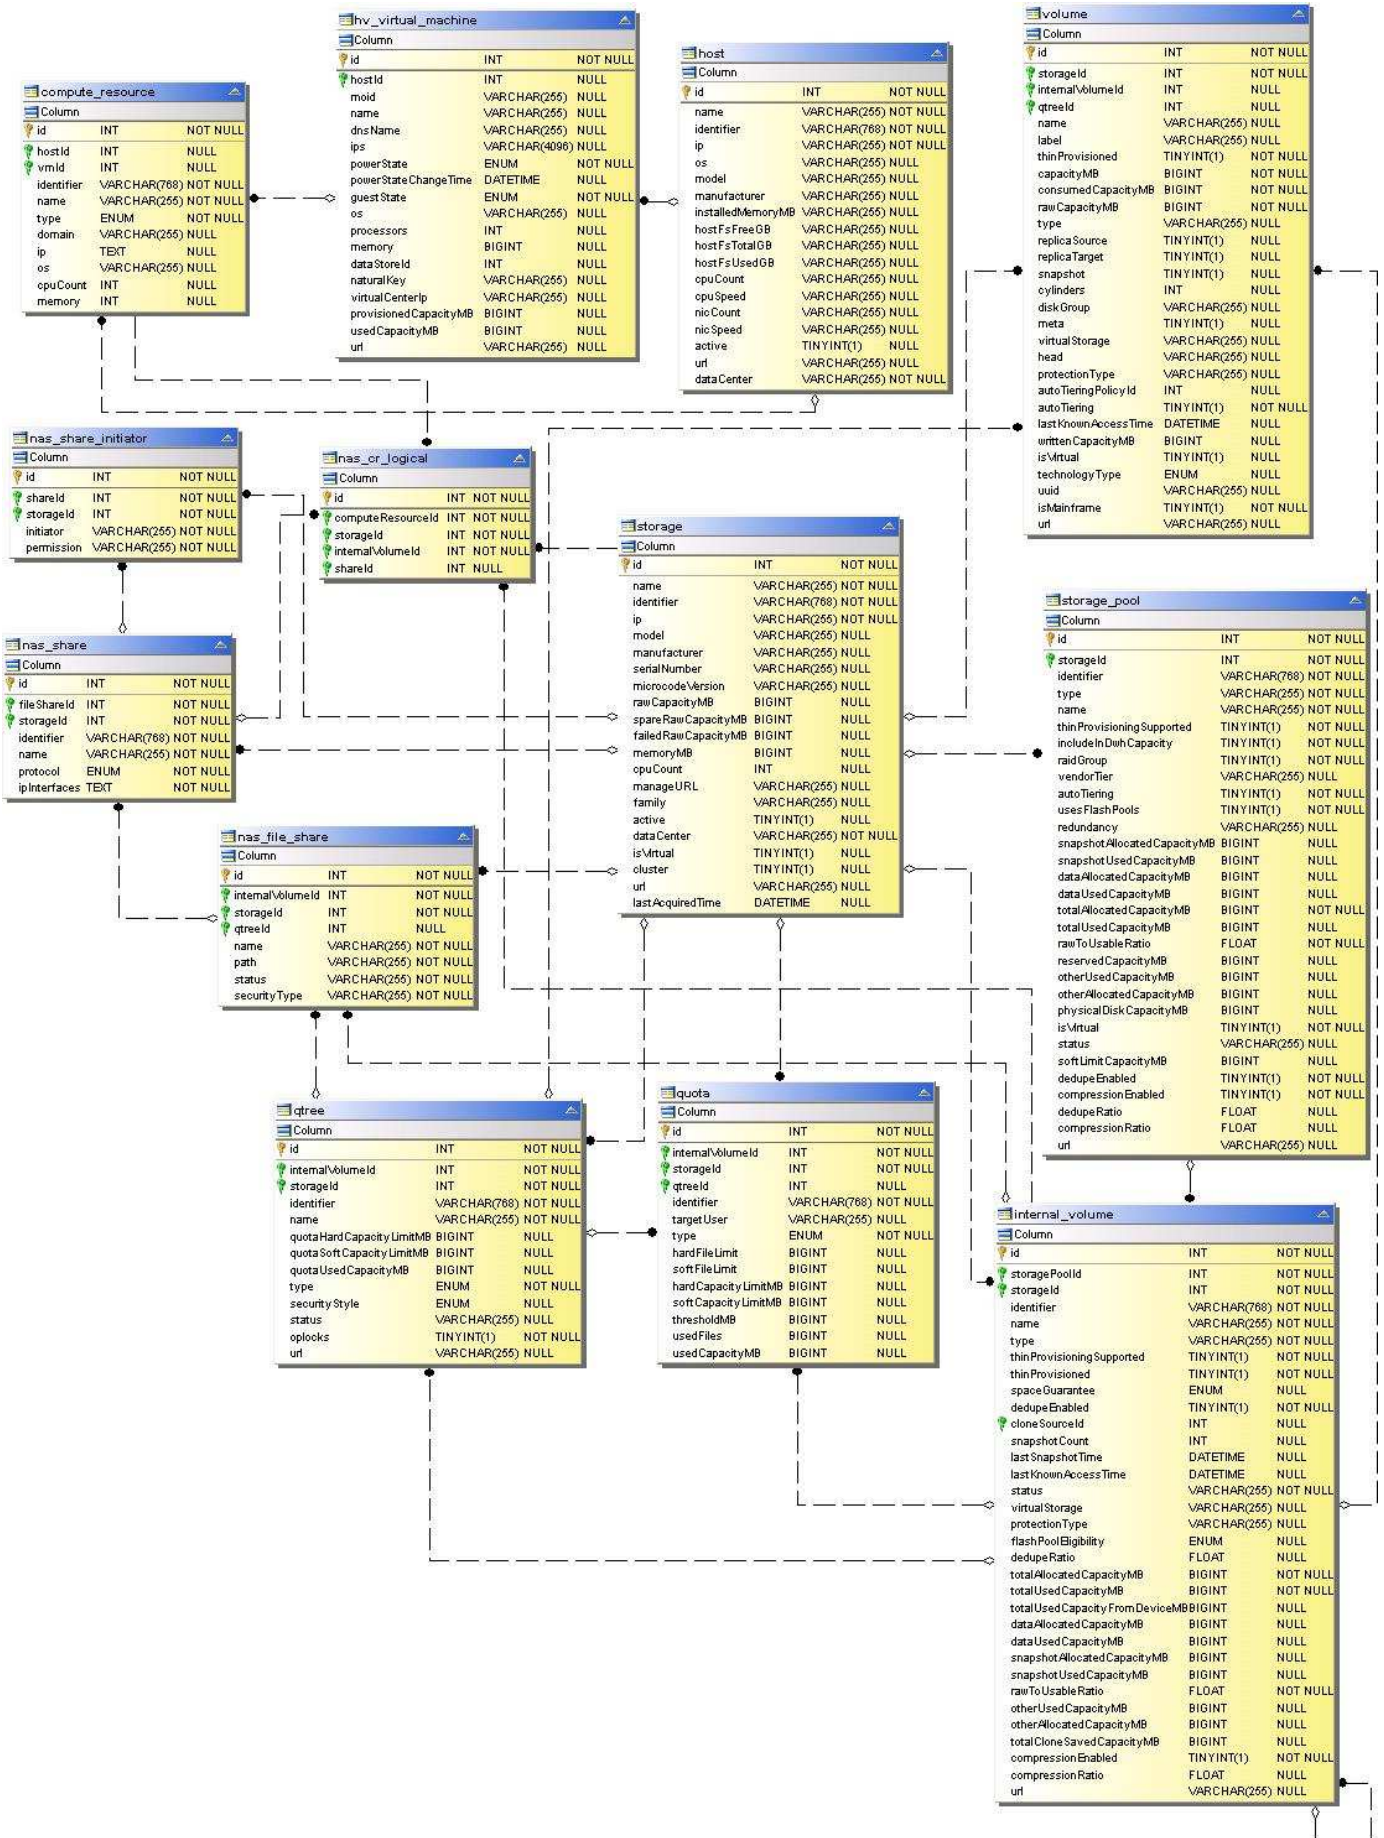 hv_virtual_machine
Column
id INT NOT NULL
hostId INT NULL
moid VARCHAR(255) NULL
name VARCHAR(255) NULL
dnsName VARCHAR(255) NULL
ips VARCHAR(4096) NULL
powerState ENUM NOT NULL
powerStateChangeTime DATETIME NULL
guestState ENUM NOT NULL
os VARCHAR(255) NULL
processors INT NULL
memory BIGINT NULL
dataStoreId INT NULL
naturalKey VARCHAR(255) NULL
virtualCenterIp VARCHAR(255) NULL
provisionedCapacityMB BIGINT NULL
usedCapacityMB BIGINT NULL
url VARCHAR(255) NULL
host
Column
id INT NOT NULL
name VARCHAR(255) NOT NULL
identifier VARCHAR(768) NOT NULL
ip VARCHAR(255) NOT NULL
os VARCHAR(255) NULL
model VARCHAR(255) NULL
manufacturer VARCHAR(255) NULL
installedMemoryMB VARCHAR(255) NULL
hostFsFreeGB VARCHAR(255) NULL
hostFsTotalGB VARCHAR(255) NULL
hostFsUsedGB VARCHAR(255) NULL
cpuCount VARCHAR(255) NULL
cpuSpeed VARCHAR(255) NULL
nicCount VARCHAR(255) NULL
nicSpeed VARCHAR(255) NULL
active TINYINT(1) NULL
url VARCHAR(255) NULL
dataCenter VARCHAR(255) NOT NULL
volume
Column
id INT NOT NULL
storageId INT NOT NULL
internalVolumeId INT NULL
qtreeId INT NULL
name VARCHAR(255) NULL
label VARCHAR(255) NULL
thinProvisioned TINYINT(1) NOT NULL
capacityMB BIGINT NOT NULL
consumedCapacityMB BIGINT NOT NULL
rawCapacityMB BIGINT NOT NULL
type VARCHAR(255) NULL
replicaSource TINYINT(1) NULL
replicaTarget TINYINT(1) NULL
snapshot TINYINT(1) NULL
cylinders INT NULL
diskGroup VARCHAR(255) NULL
meta TINYINT(1) NULL
virtualStorage VARCHAR(255) NULL
head VARCHAR(255) NULL
protectionType VARCHAR(255) NULL
autoTieringPolicyId INT NULL
autoTiering TINYINT(1) NOT NULL
lastKnownAccessTime DATETIME NULL
writtenCapacityMB BIGINT NULL
isVirtual TINYINT(1) NULL
technologyType ENUM NULL
uuid VARCHAR(255) NULL
isMainframe TINYINT(1) NOT NULL
url VARCHAR(255) NULL
compute_resource
Column
id INT NOT NULL
hostId INT NULL
vmId INT NULL
identifier VARCHAR(768) NOT NULL
name VARCHAR(255) NOT NULL
type ENUM NOT NULL
domain VARCHAR(255) NULL
ip TEXT NULL
os VARCHAR(255) NULL
cpuCount INT NULL
memory INT NULL
nas_share_initiator
Column
id INT NOT NULL
shareId INT NOT NULL
storageId INT NOT NULL
initiator VARCHAR(255) NOT NULL
permission VARCHAR(255) NOT NULL
nas_cr_logical
Column
id INT NOT NULL
computeResourceId INT NOT NULL
storageId INT NOT NULL
internalVolumeId INT NOT NULL
shareId INT NULL
storage
Column
id INT NOT NULL
name VARCHAR(255) NOT NULL
identifier VARCHAR(768) NOT NULL
ip VARCHAR(255) NOT NULL
model VARCHAR(255) NULL
manufacturer VARCHAR(255) NULL
serialNumber VARCHAR(255) NULL
microcodeVersion VARCHAR(255) NULL
rawCapacityMB BIGINT NULL
spareRawCapacityMB BIGINT NULL
failedRawCapacityMB BIGINT NULL
memoryMB BIGINT NULL
cpuCount INT NULL
manageURL VARCHAR(255) NULL
family VARCHAR(255) NULL
active TINYINT(1) NULL
dataCenter VARCHAR(255) NOT NULL
isVirtual TINYINT(1) NULL
cluster TINYINT(1) NULL
url VARCHAR(255) NULL
lastAcquiredTime DATETIME NULL
storage_pool
Column
id INT NOT NULL
storageId INT NOT NULL
identifier VARCHAR(768) NOT NULL
type VARCHAR(255) NOT NULL
name VARCHAR(255) NOT NULL
thinProvisioningSupported TINYINT(1) NOT NULL
includeInDwhCapacity TINYINT(1) NOT NULL
raidGroup TINYINT(1) NOT NULL
vendorTier VARCHAR(255) NULL
autoTiering TINYINT(1) NOT NULL
usesFlashPools TINYINT(1) NOT NULL
redundancy VARCHAR(255) NULL
snapshotAllocatedCapacityMB BIGINT NULL
snapshotUsedCapacityMB BIGINT NULL
dataAllocatedCapacityMB BIGINT NULL
dataUsedCapacityMB BIGINT NULL
totalAllocatedCapacityMB BIGINT NOT NULL
totalUsedCapacityMB BIGINT NULL
rawToUsableRatio FLOAT NOT NULL
reservedCapacityMB BIGINT NULL
otherUsedCapacityMB BIGINT NULL
otherAllocatedCapacityMB BIGINT NULL
physicalDiskCapacityMB BIGINT NULL
isVirtual TINYINT(1) NOT NULL
status VARCHAR(255) NULL
softLimitCapacityMB BIGINT NULL
dedupeEnabled TINYINT(1) NOT NULL
compressionEnabled TINYINT(1) NOT NULL
dedupeRatio FLOAT NULL
compressionRatio FLOAT NULL
url VARCHAR(255) NULL
nas_share
Column
id INT NOT NULL
fileShareId INT NOT NULL
storageId INT NOT NULL
identifier VARCHAR(768) NOT NULL
name VARCHAR(255) NOT NULL
protocol ENUM NOT NULL
ipInterfaces TEXT NOT NULL
nas_file_share
Column
id INT NOT NULL
internalVolumeId INT NOT NULL
storageId INT NOT NULL
qtreeId INT NULL
name VARCHAR(255) NOT NULL
path VARCHAR(255) NOT NULL
status VARCHAR(255) NOT NULL
securityType VARCHAR(255) NOT NULL
qtree
Column
id INT NOT NULL
internalVolumeId INT NOT NULL
storageId INT NOT NULL
identifier VARCHAR(768) NOT NULL
name VARCHAR(255) NOT NULL
quotaHardCapacityLimitMB BIGINT NULL
quotaSoftCapacityLimitMB BIGINT NULL
quotaUsedCapacityMB BIGINT NULL
type ENUM NOT NULL
securityStyle ENUM NULL
status VARCHAR(255) NULL
oplocks TINYINT(1) NOT NULL
url VARCHAR(255) NULL
quota
Column
id INT NOT NULL
internalVolumeId INT NOT NULL
storageId INT NOT NULL
qtreeId INT NULL
identifier VARCHAR(768) NOT NULL
targetUser VARCHAR(255) NULL
type ENUM NOT NULL
hardFileLimit BIGINT NULL
softFileLimit BIGINT NULL
hardCapacityLimitMB BIGINT NULL
softCapacityLimitMB BIGINT NULL
thresholdMB BIGINT NULL
usedFiles BIGINT NULL
usedCapacityMB BIGINT NULL
internal_volume
Column
id INT NOT NULL
storagePoolId INT NOT NULL
storageId INT NOT NULL
identifier VARCHAR(768) NOT NULL
name VARCHAR(255) NOT NULL
type VARCHAR(255) NOT NULL
thinProvisioningSupported TINYINT(1) NOT NULL
thinProvisioned TINYINT(1) NOT NULL
spaceGuarantee ENUM NULL
dedupeEnabled TINYINT(1) NOT NULL
cloneSourceId INT NULL
snapshotCount INT NULL
lastSnapshotTime DATETIME NULL
lastKnownAccessTime DATETIME NULL
status VARCHAR(255) NOT NULL
virtualStorage VARCHAR(255) NULL
protectionType VARCHAR(255) NULL
flashPoolEligibility ENUM NULL
dedupeRatio FLOAT NULL
totalAllocatedCapacityMB BIGINT NOT NULL
totalUsedCapacityMB BIGINT NOT NULL
totalUsedCapacityFromDeviceMB BIGINT NULL
dataAllocatedCapacityMB BIGINT NULL
dataUsedCapacityMB BIGINT NULL
snapshotAllocatedCapacityMB BIGINT NULL
snapshotUsedCapacityMB BIGINT NULL
rawToUsableRatio FLOAT NOT NULL
otherUsedCapacityMB BIGINT NULL
otherAllocatedCapacityMB BIGINT NULL
totalCloneSavedCapacityMB BIGINT NULL
compressionEnabled TINYINT(1) NOT NULL
compressionRatio FLOAT NULL
url VARCHAR(255) NULL